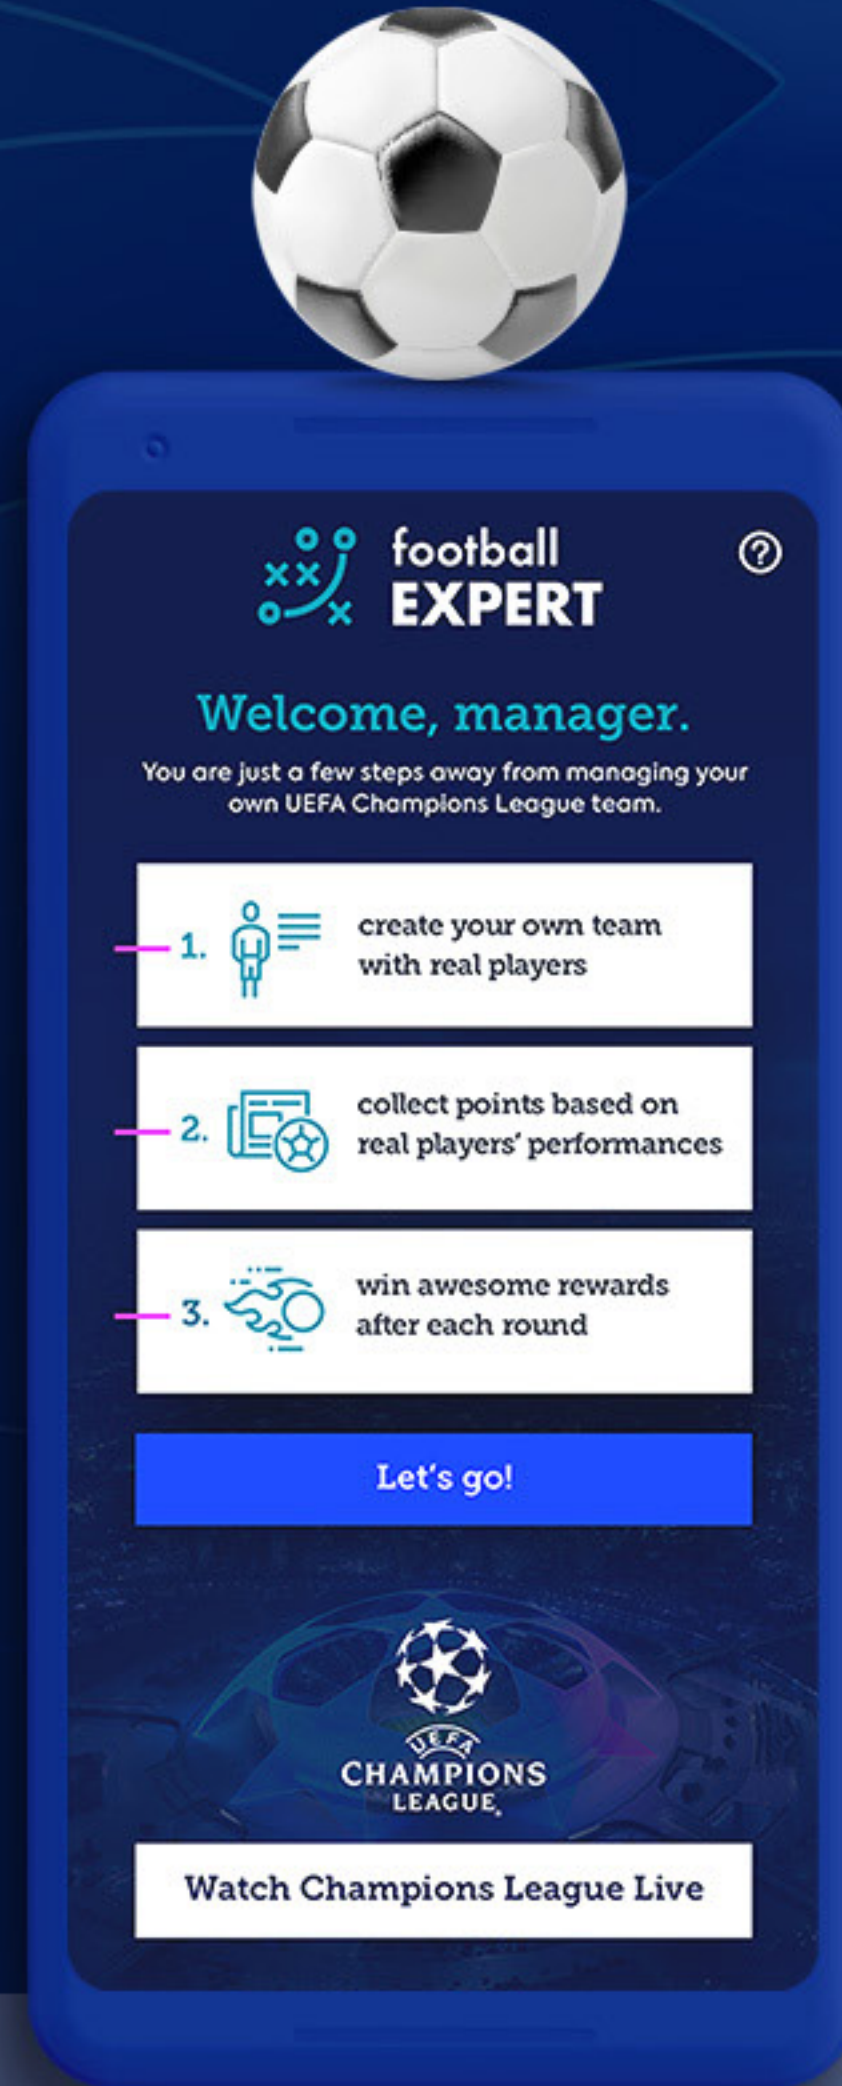 football
EXPERT
?
Welcome, manager.
You are just a few steps away from managing your
own UEFA Champions League team.
1.
create your own team
with real players
2.
collect points based on
real players' performances
3.
win awesome rewards
after each round
Let's go!
UEFA
CHAMPIONS
LEAGUE
Watch Champions League Live